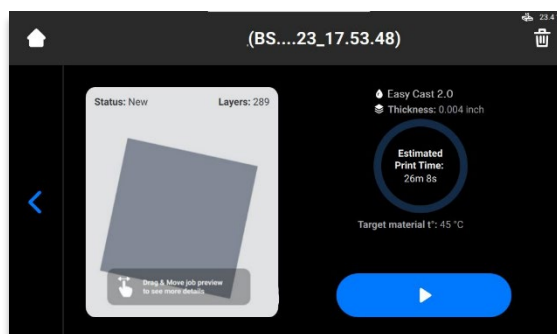 23.4
.(BS....23_17.53.48)
Status: New
Layers: 289
Drag & Move job preview
to see more details
Easy Cast 2.0
Thickness: 0.004 inch
Estimated
Print Time:
26m 8s
Target material t°: 45 °C